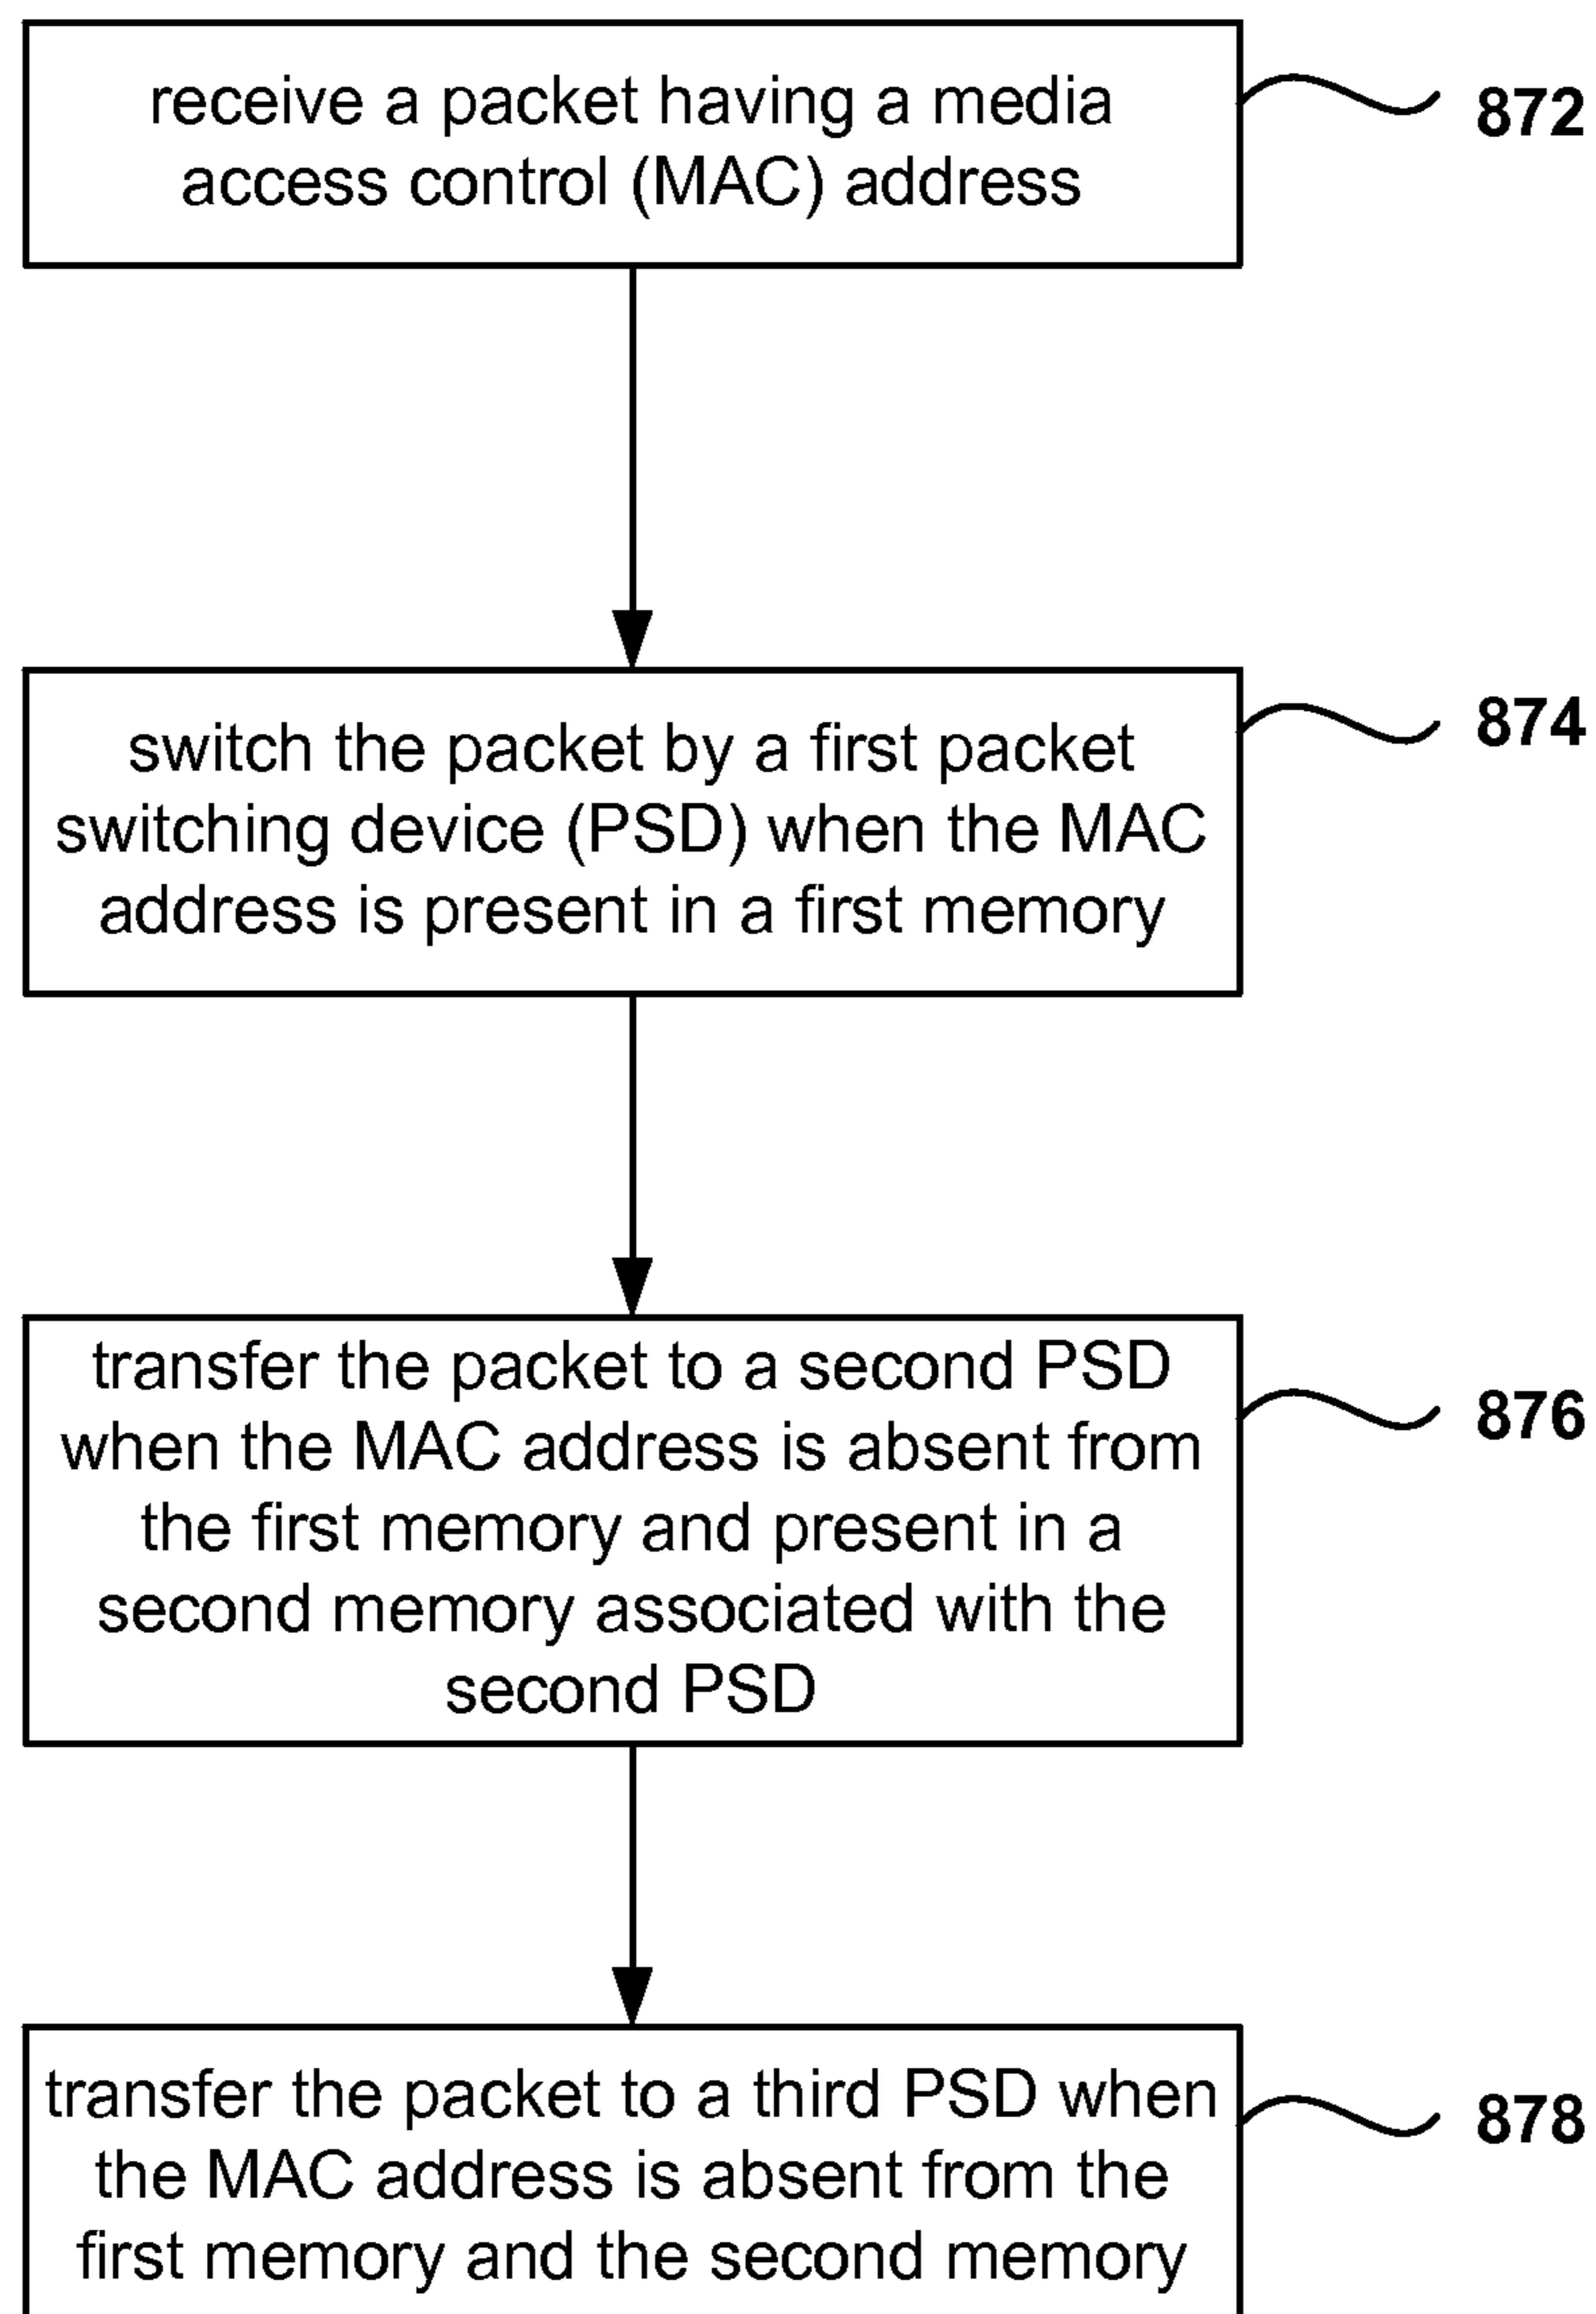 receive a packet having a media
access control (MAC) address
872
switch the packet by a first packet
switching device (PSD) when the MAC
address is present in a first memory
874
transfer the packet to a second PSD
when the MAC address is absent from
the first memory and present in a
second memory associated with the
second PSD
876
transfer the packet to a third PSD when
the MAC address is absent from the
first memory and the second memory
878